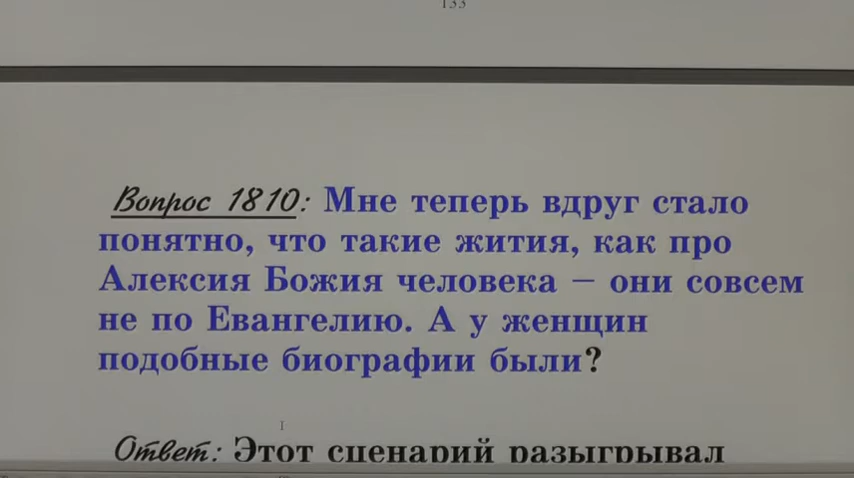 133
Вопрос 1810: Мне теперь вдруг стало
понятно, что такие жития, как про
Алексия Божия человека – они совсем
не по Евангелию. А у женщин
подобные биографии были?
Ответ: Этот сценарий разыгрывал